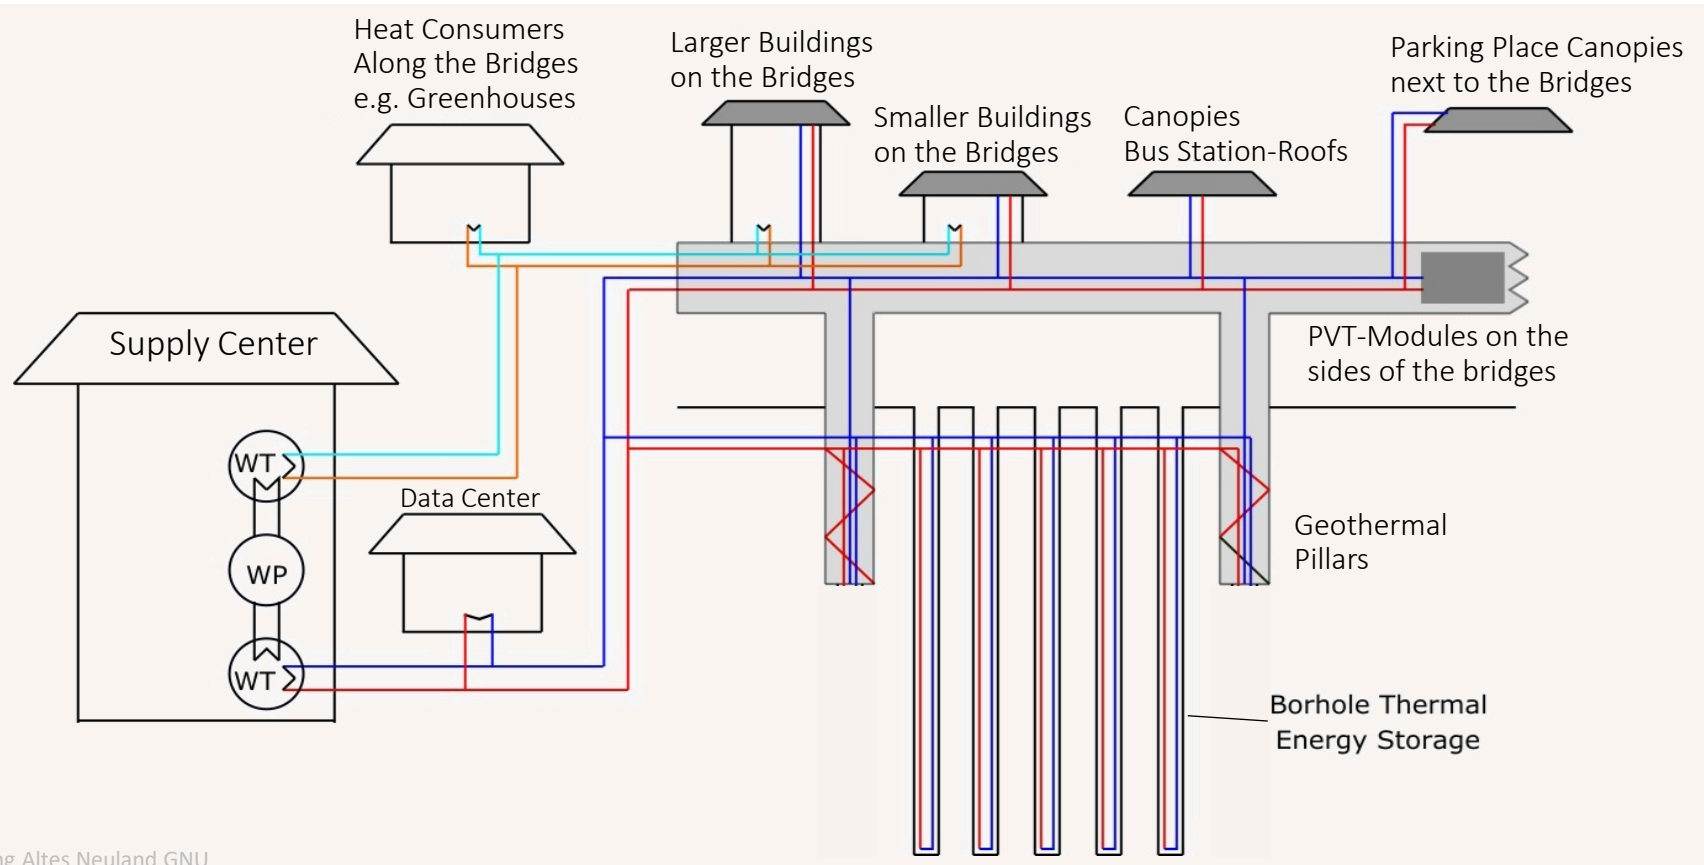 Heat Consumers
Along the Bridges
e.g. Greenhouses
Larger Buildings
on the Bridges
Smaller Buildings
on the Bridges
Canopies
Bus Station-Roofs
Parking Place Canopies
next to the Bridges
Supply Center
PVT-Modules on the
sides of the bridges
WT
Data Center
WP
WT
Geothermal
Pillars
Borhole Thermal
Energy Storage
Altes Neuland GNU